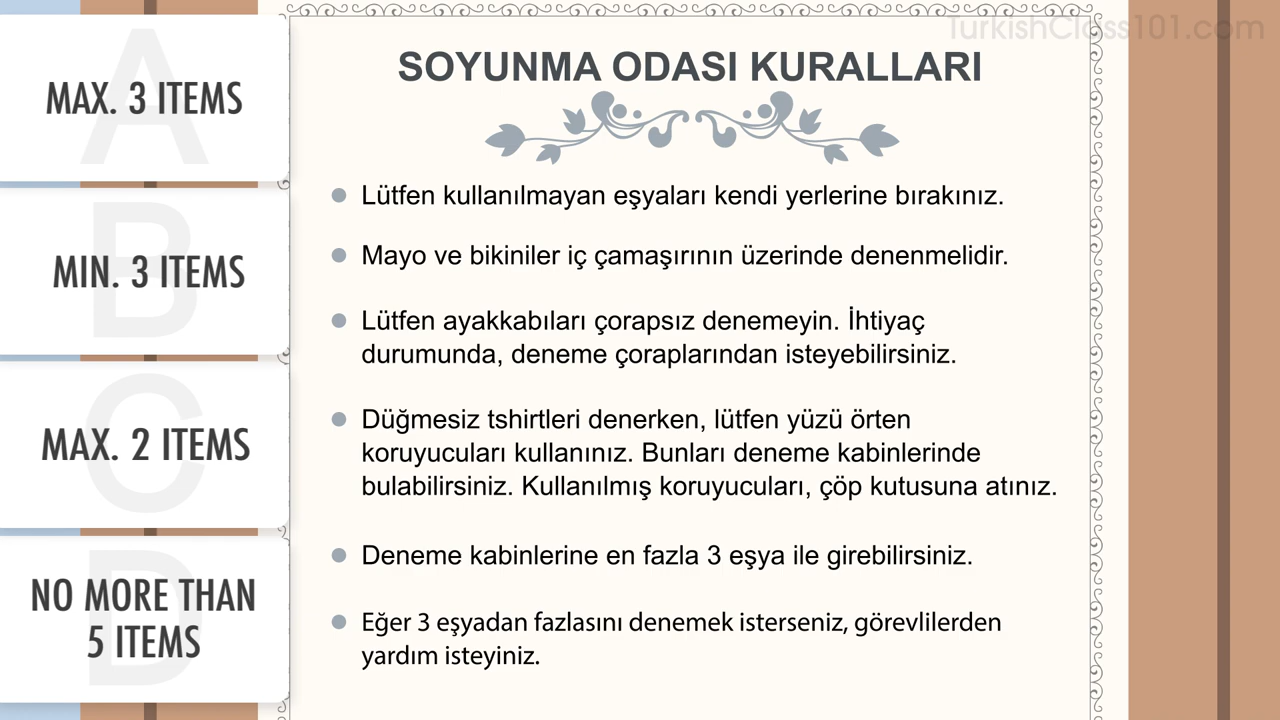 TurkishClass101.com
A
MAX. 3 ITEMS
B
MIN. 3 ITEMS
C
MAX. 2 ITEMS
D
NO MORE THAN
5 ITEMS
SOYUNMA ODASI KURALLARI
Lütfen kullanılmayan eşyaları kendi yerlerine bırakınız.
Mayo ve bikiniler iç çamaşırının üzerinde denenmelidir.
Lütfen ayakkabıları çorapsız denemeyin. İhtiyaç
durumunda, deneme çoraplarından isteyebilirsiniz.
Düğmesiz tshirtleri denerken, lütfen yüzü örten
koruyucuları kullanınız. Bunları deneme kabinlerinde
bulabilirsiniz. Kullanılmış koruyucuları, çöp kutusuna atınız.
Deneme kabinlerine en fazla 3 eşya ile girebilirsiniz.
Eğer 3 eşyadan fazlasını denemek isterseniz, görevlilerden
yardım isteyiniz.